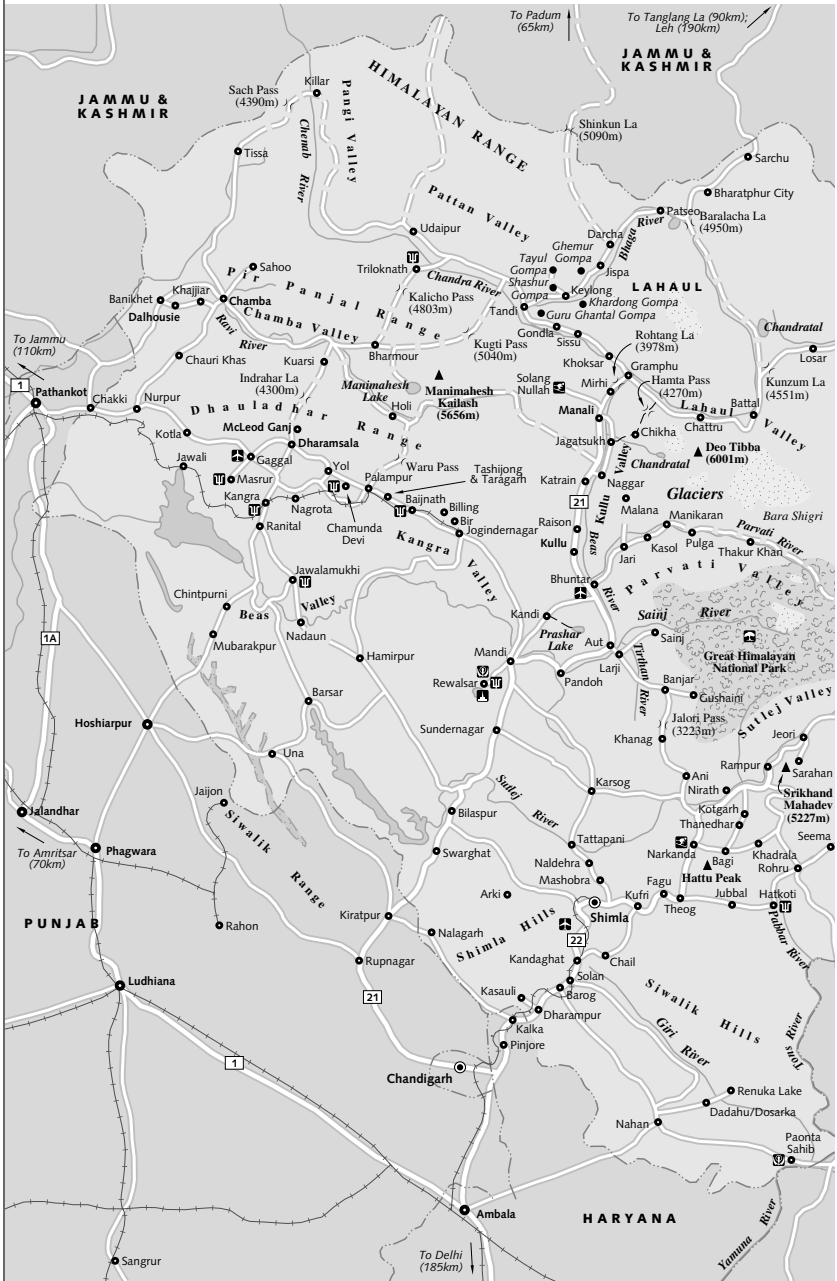 To Padum
(65km)
To Tanglang La (90km);
Leh (190km)
JAMMU &
KASHMIR
JAMMU &
KASHMIR
HIMALAYAN RANGE
Killar
Sach Pass
(4390m)
Pangi Valley
Chenab
River
Shinkun La
(5090m)
Tissa
Sarchu
Bharatphur City
Pattan Valley
Patseo
Baralacha La
(4950m)
Udaipur
Darcha
Bhaga River
Ghemur
Gompa
Tayul
Gompa
Jispa
Shashur
Gompa
Keylong
LAHAUL
Sahoo
Triloknath
Chandra River
Khardong Gompa
Pir Panjal Range
Kalicho Pass
(4803m)
Tandi
Guru Ghantal Gompa
Banikhet
Khajjiar
Chamba
Dalhousie
Gondla
Sissu
Rohtang La
(3978m)
Chandratal
Losar
Ravi
River
Chamba Valley
Kugti Pass
(5040m)
To Jammu
(110km)
Chauri Khas
Kuarsi
Bharmour
Khoksar
Gramphu
Hamta Pass
(4270m)
Kunzum La
(4551m)
1
Pathankot
Chakki
Nurpur
Indrahar La
(4300m)
Manimahesh
Lake
Manimahesh
Kailash
(5656m)
Solang
Nullah
Mirhi
Dhauladhar Range
Holi
Manali
Lahaul Valley
Chattru
Battal
McLeod Ganj
Kotla
Dharamsala
Jagatsukh
Chikha
Deo Tibba
(6001m)
Jawali
Gaggal
Yol
Waru Pass
Tashijong
& Taragarh
Chandratal
Masrur
Palampur
Katrain
Naggar
Glaciers
Kangra
Nagrota
Baijnath
Billing
Bir
21
Kullu Valley
Malana
Manikaran
Bara Shigri
Ranital
Chamunda
Devi
Jogindernagar
Raison
Kullu
Beas
River
Jari
Kasol
Pulga
Thakur Khan
Parvati
River
Kangra
Valley
Jawalamukhi
Bhuntar
Parvati Valley
Chintpurni
Beas Valley
Kandi
Sainj River
1A
Nadaun
Prashar
Lake
Aut
Sainj
Mubarakpur
Hamirpur
Mandi
Larji
Great Himalayan
National Park
Rewalsar
Pandoh
Tirthan
River
Banjar
Gushaini
Barsar
Jalori Pass
(3223m)
Sutlej Valley
Hoshiarpur
Sundernagar
Khanag
Jeori
Una
Rampur
Sarahan
Ani
Jaijon
Karsog
Nirath
Srikhand
Mahadev
(5227m)
Jalandhar
Bilaspur
Sutlej
River
Kotgarh
Thanedhar
Seema
To Amritsar
(70km)
Phagwara
Siwalik
Range
Swarghat
Tattapani
Narkanda
Bagi
Khadrala
Rohru
Naldehra
Mashobra
Hattu Peak
Arki
Fagu
Kufri
Theog
Jubbal
Hatkoti
PUNJAB
Rahon
Kiratpur
Shimla
Nalagarh
Shimla Hills
22
Pabbar River
Rupnagar
Kandaghat
Chail
Ludhiana
Solan
21
Kasauli
Barog
Siwalik Hills
Dharampur
Kalka
Giri River
Tons River
Pinjore
1
Chandigarh
Renuka Lake
Dadahu/Dosarka
Nahan
Paonta
Sahib
Ambala
HARYANA
Yamuna River
To Delhi
(185km)
Sangrur